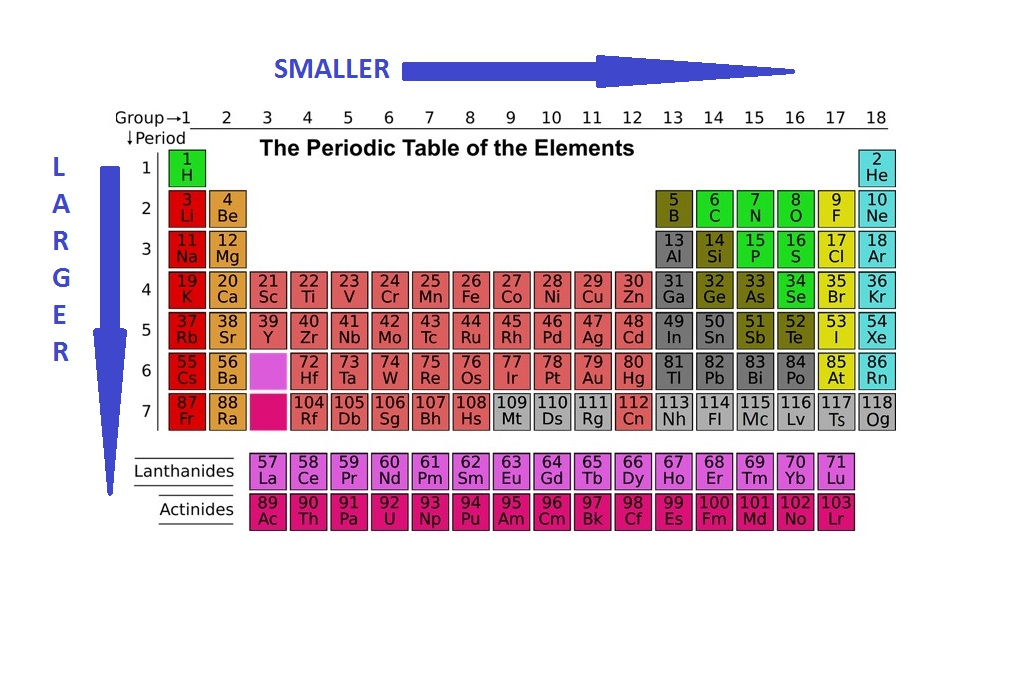 SMALLER
Group→1 2 3 4 5 6 7 8 9 10 11 12 13 14 15 16 17 18
↓Period
The Periodic Table of the Elements
L
A
R
G
E
R
1 1 2
H He
2 3 4 5 6 7 8 9 10
Li Be B C N O F Ne
3 11 12 13 14 15 16 17 18
Na Mg Al Si P S Cl Ar
4 19 20 21 22 23 24 25 26 27 28 29 30 31 32 33 34 35 36
K Ca Sc Ti V Cr Mn Fe Co Ni Cu Zn Ga Ge As Se Br Kr
5 37 38 39 40 41 42 43 44 45 46 47 48 49 50 51 52 53 54
Rb Sr Y Zr Nb Mo Tc Ru Rh Pd Ag Cd In Sn Sb Te I Xe
6 55 56 72 73 74 75 76 77 78 79 80 81 82 83 84 85 86
Cs Ba Hf Ta W Re Os Ir Pt Au Hg Tl Pb Bi Po At Rn
7 87 88 104 105 106 107 108 109 110 111 112 113 114 115 116 117 118
Fr Ra Rf Db Sg Bh Hs Mt Ds Rg Cn Nh Fl Mc Lv Ts Og
Lanthanides 57 58 59 60 61 62 63 64 65 66 67 68 69 70 71
La Ce Pr Nd Pm Sm Eu Gd Tb Dy Ho Er Tm Yb Lu
Actinides 89 90 91 92 93 94 95 96 97 98 99 100 101 102 103
Ac Th Pa U Np Pu Am Cm Bk Cf Es Fm Md No Lr